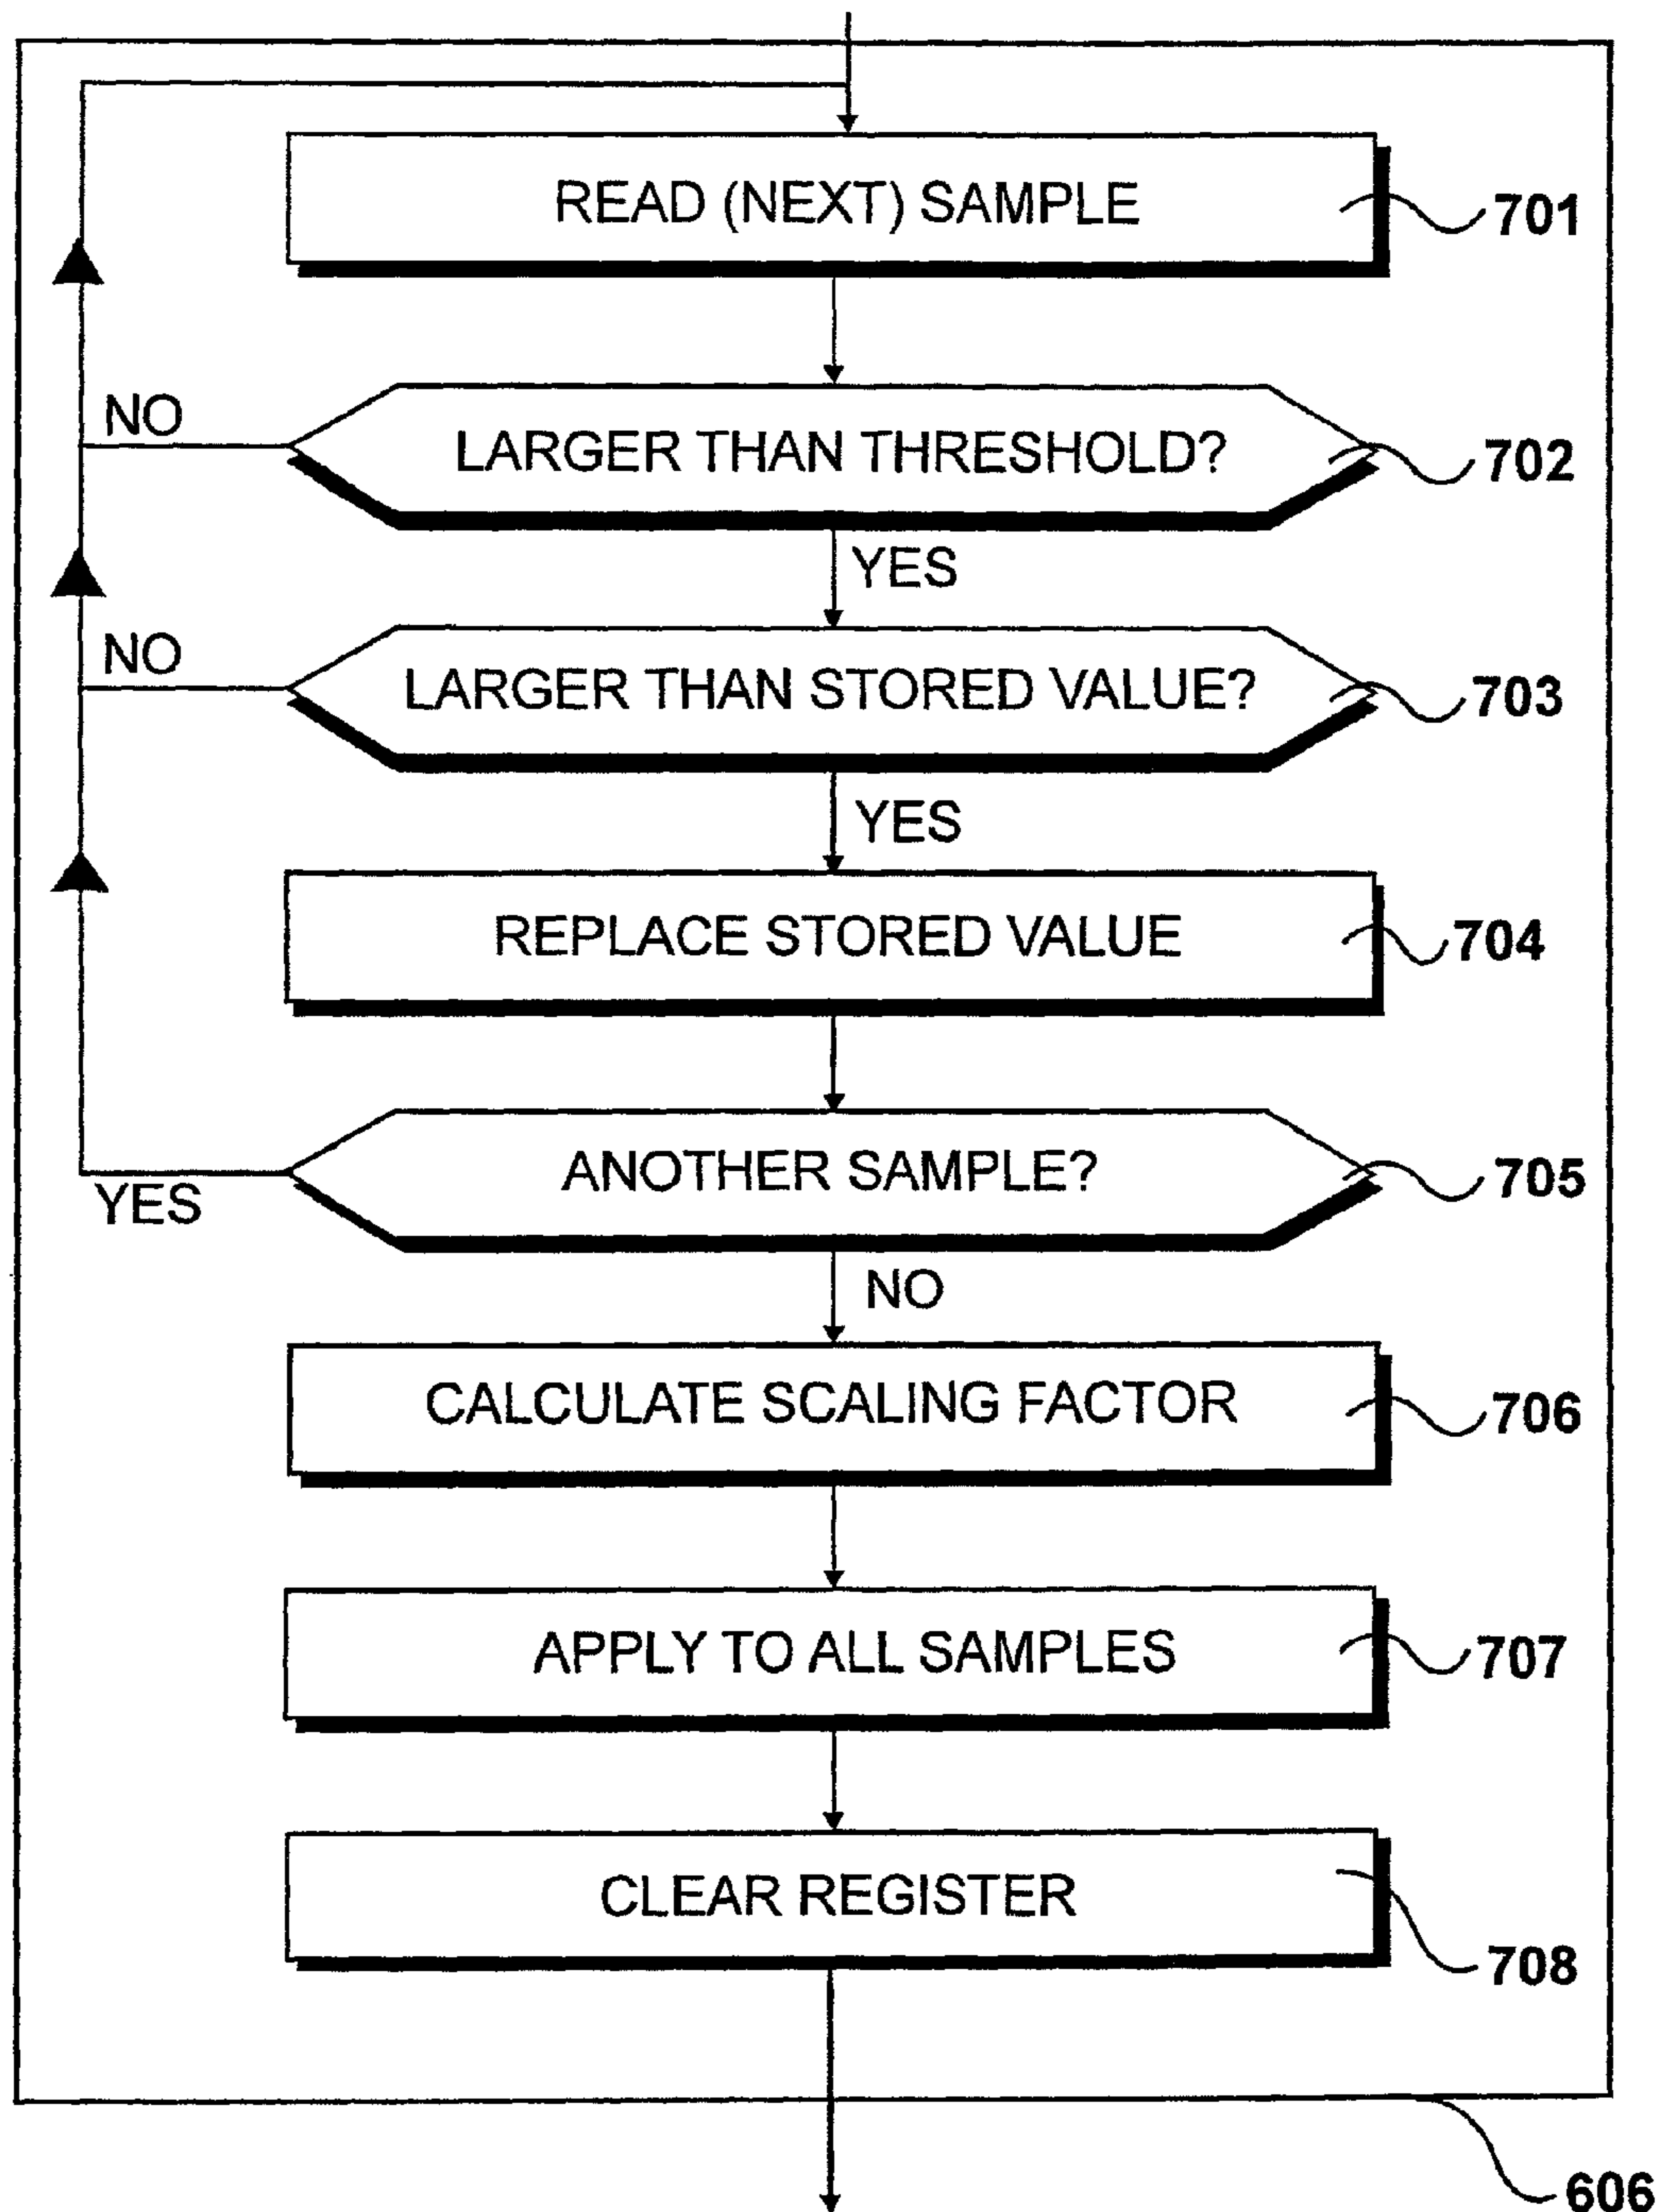 READ (NEXT) SAMPLE
701
LARGER THAN THRESHOLD?
702
NO
YES
LARGER THAN STORED VALUE?
703
NO
YES
REPLACE STORED VALUE
704
ANOTHER SAMPLE?
705
YES
NO
CALCULATE SCALING FACTOR
706
APPLY TO ALL SAMPLES
707
CLEAR REGISTER
708
606